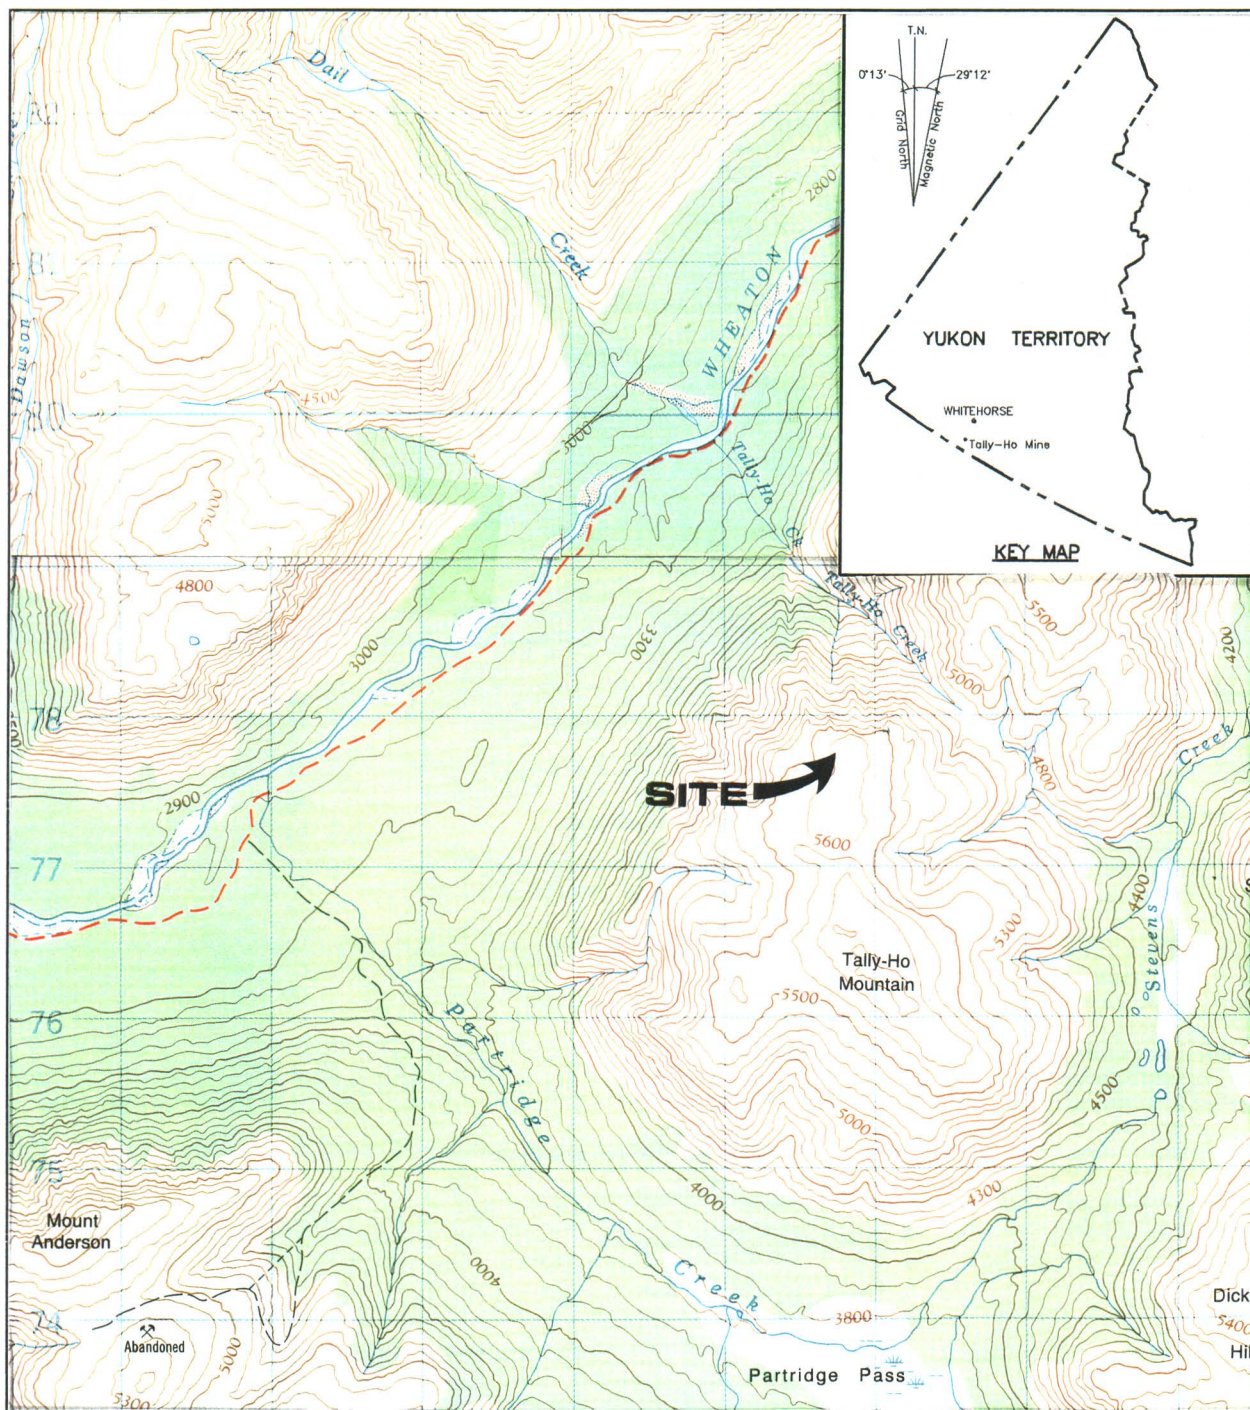 T.N.
0°13'
29°12'
Grid North
Magnetic North
YUKON TERRITORY
WHITEHORSE
Tally-Ho Mine
KEY MAP
Dail
Creek
2800
WHEATON
Dawson
4500
3000
Tally-Ho
Ck
5000
4800
3000
3300
Tally-Ho Creek
5500
4200
5000
78
SITE
4800
Creek
2900
5600
77
4400
5300
Stevens
Tally-Ho
Mountain
5500
76
Partridge
4500
5000
75
4000
4300
Mount
Anderson
4000
Creek
Dick
74
3800
5400
Abandoned
5000
Hil
Partridge Pass
5300